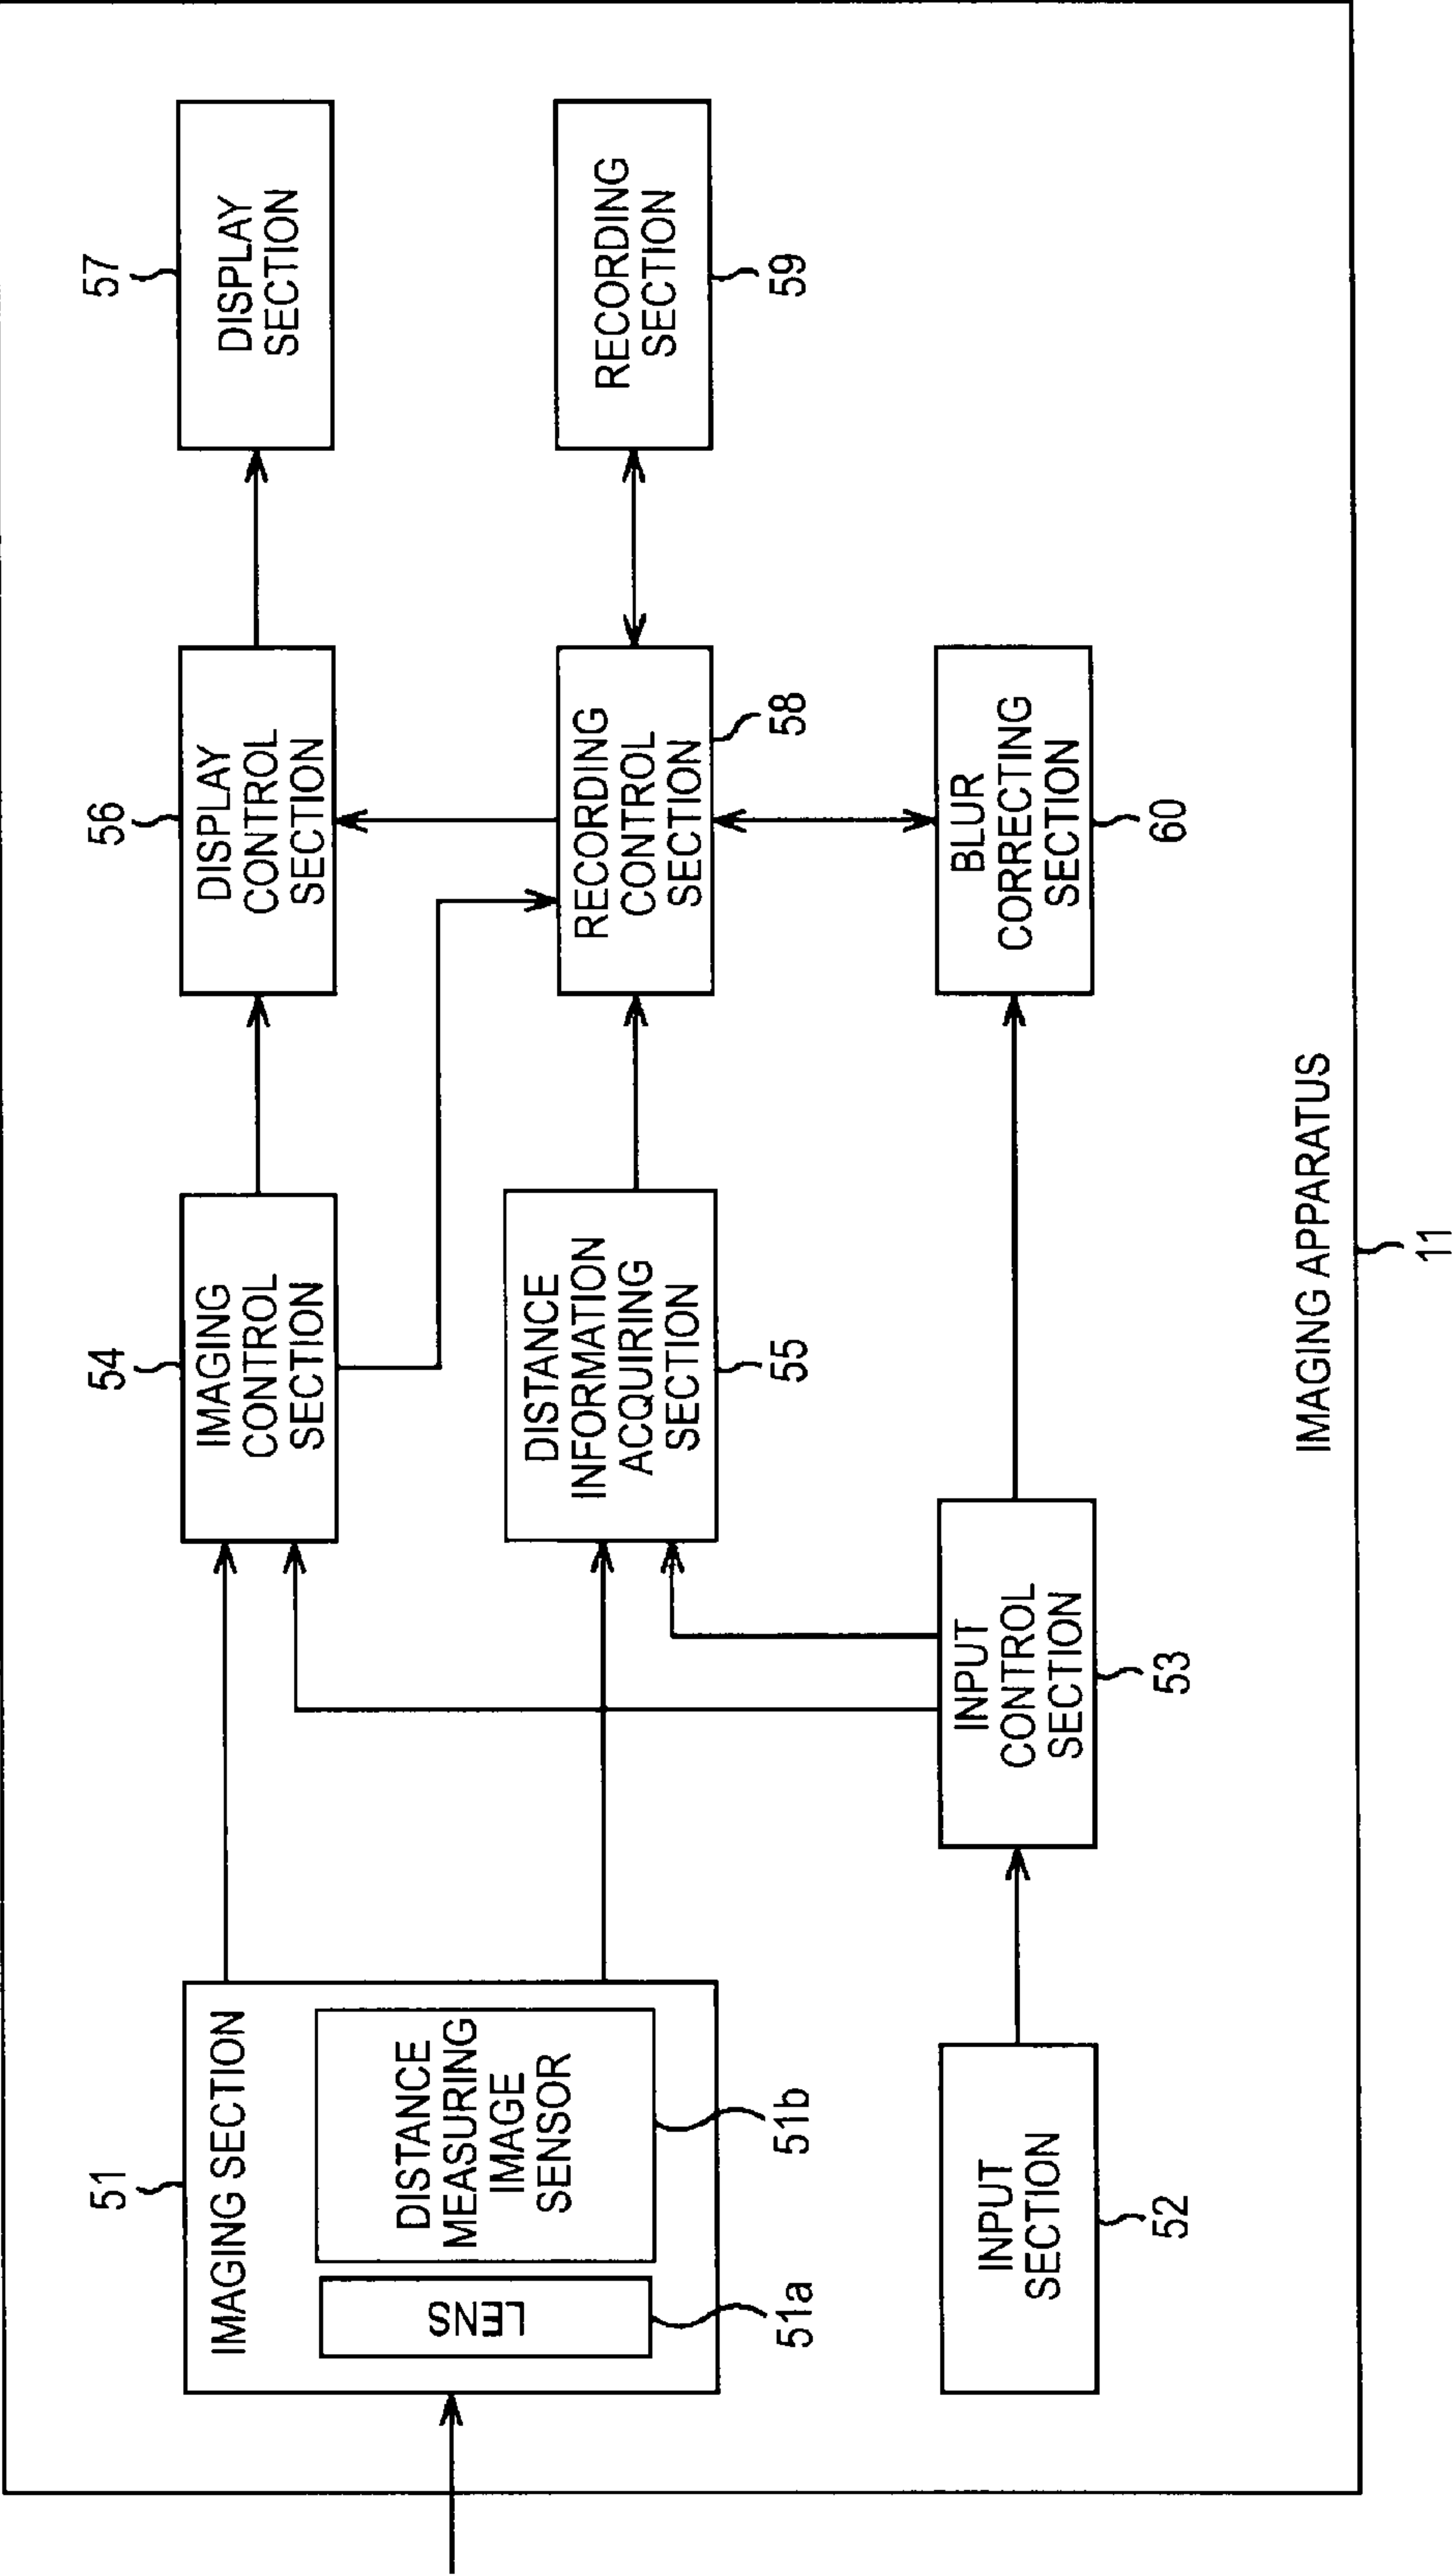 51
IMAGING SECTION
LENS
51a
DISTANCE
MEASURING
IMAGE
SENSOR
51b
52
INPUT
SECTION
53
INPUT
CONTROL
SECTION
54
IMAGING
CONTROL
SECTION
55
DISTANCE
INFORMATION
ACQUIRING
SECTION
56
DISPLAY
CONTROL
SECTION
57
DISPLAY
SECTION
58
RECORDING
CONTROL
SECTION
59
RECORDING
SECTION
60
BLUR
CORRECTING
SECTION
IMAGING APPARATUS
11